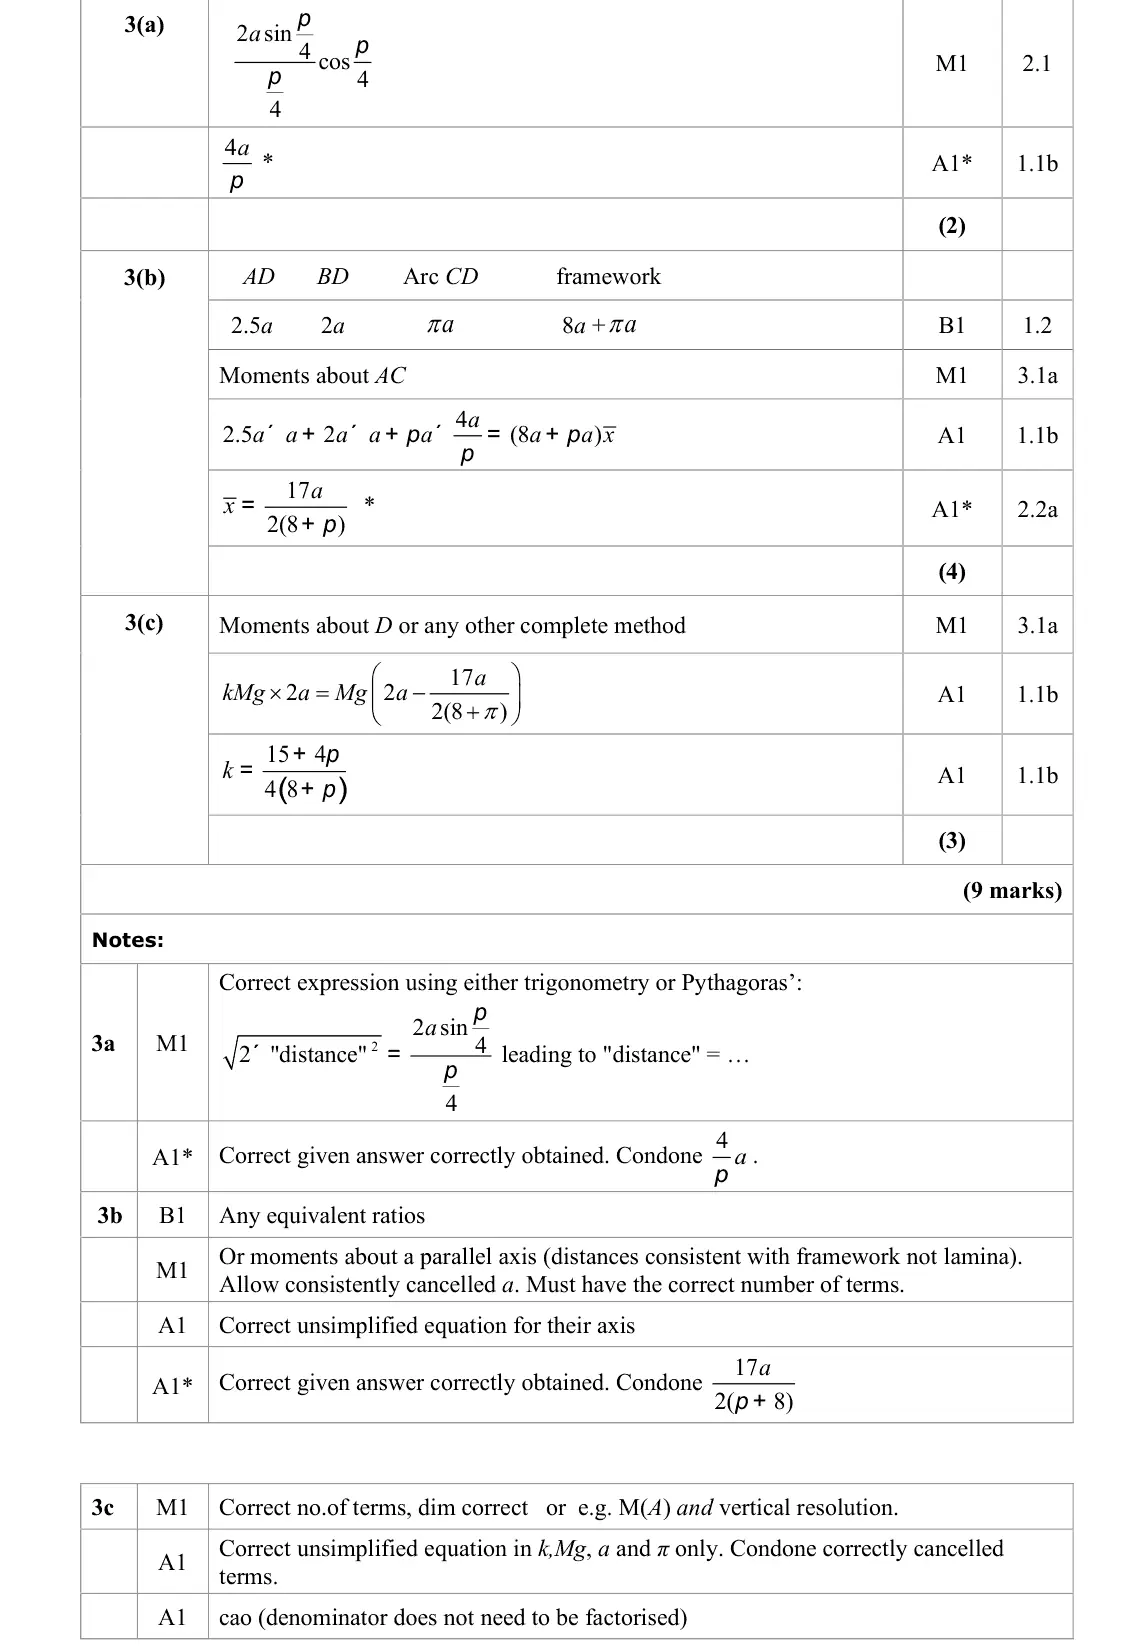 3(a) 2a sin p/4 / p/4 cos p/4 M1 2.1
4a/p * A1* 1.1b
(2)
3(b) AD BD Arc CD framework
2.5a 2a πa 8a + πa B1 1.2
Moments about AC M1 3.1a
2.5a´ a + 2a´ a + pa´ 4a/p = (8a + pa)x̅ A1 1.1b
x̅ = 17a/2(8 + p) * A1* 2.2a
(4)
3(c) Moments about D or any other complete method M1 3.1a
kMg × 2a = Mg(2a − 17a/2(8 + π)) A1 1.1b
k = 15 + 4p/4(8 + p) A1 1.1b
(3)
(9 marks)
Notes:
3a M1 Correct expression using either trigonometry or Pythagoras’:
√2´ "distance"² = 2a sin p/4 / p/4 leading to "distance" = …
A1* Correct given answer correctly obtained. Condone 4/p a .
3b B1 Any equivalent ratios
M1 Or moments about a parallel axis (distances consistent with framework not lamina).
Allow consistently cancelled a. Must have the correct number of terms.
A1 Correct unsimplified equation for their axis
A1* Correct given answer correctly obtained. Condone 17a/2(p + 8)
3c M1 Correct no.of terms, dim correct or e.g. M(A) and vertical resolution.
A1 Correct unsimplified equation in k,Mg, a and π only. Condone correctly cancelled
terms.
A1 cao (denominator does not need to be factorised)